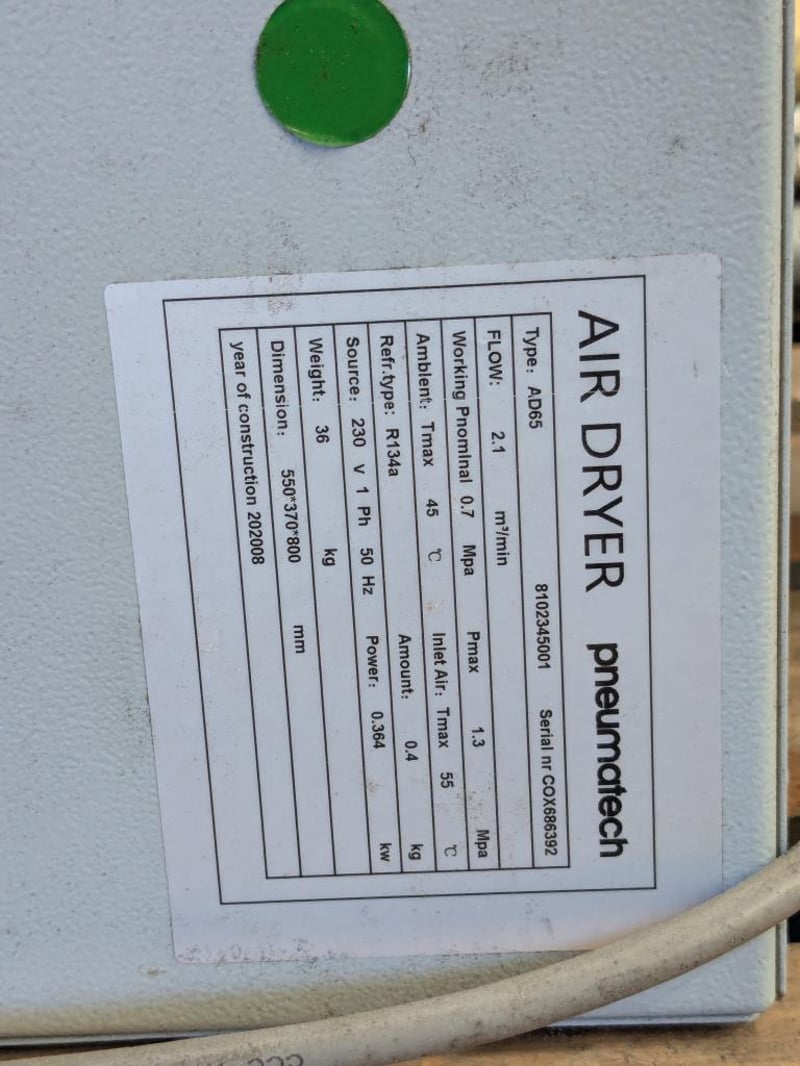 AIR DRYER pneumatech
Type: AD65 8102345001 Serial nr COX686392
FLOW: 2.1 m³/min
Working Pnominal 0.7 Mpa Pmax 1.3 Mpa
Ambient: Tmax 45 ℃ Inlet Air: Tmax 55 ℃
Refr.type: R134a Amount: 0.4 kg
Source: 230 V 1 Ph 50 Hz Power: 0.364 kw
Weight: 36 kg
Dimension: 550*370*800 mm
year of construction 202008